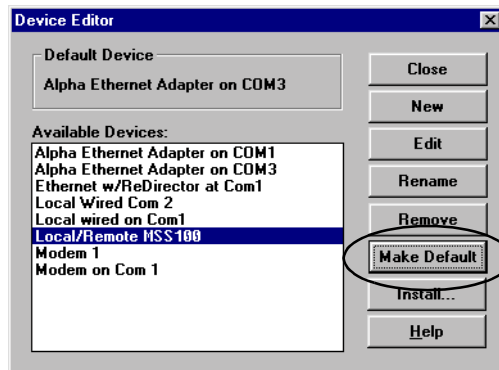 Device Editor
Default Device
Alpha Ethernet Adapter on COM3
Available Devices:
Alpha Ethernet Adapter on COM1
Alpha Ethernet Adapter on COM3
Ethernet w/ReDirector at Com1
Local Wired Com 2
Local wired on Com1
Local/Remote MSS100
Modem 1
Modem on Com 1
Close
New
Edit
Rename
Remove
Make Default
Install...
Help